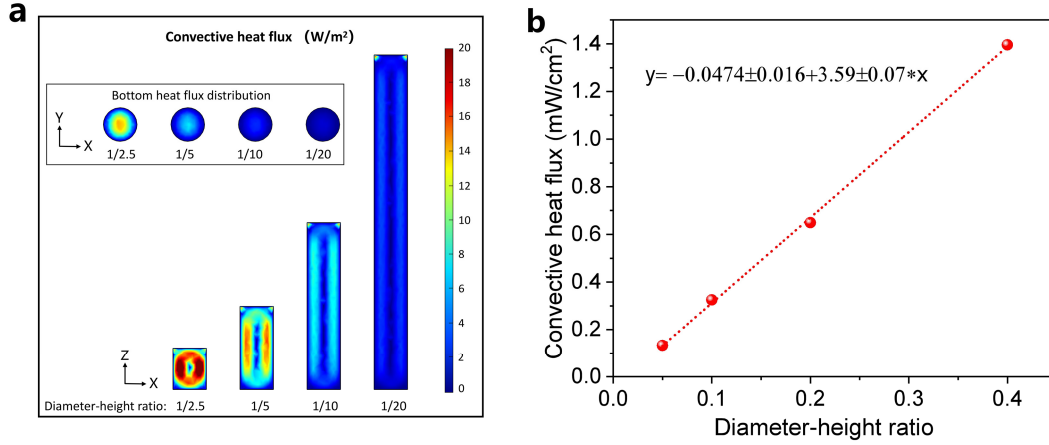 a
Convective heat flux (W/m²)
Bottom heat flux distribution
Y
X
1/2.5 1/5 1/10 1/20
20
18
16
14
12
10
8
6
4
2
0
Z
X
Diameter-height ratio: 1/2.5 1/5 1/10 1/20
b
Convective heat flux (mW/cm²)
1.4
1.2
1.0
0.8
0.6
0.4
0.2
0.0
y= −0.0474±0.016+3.59±0.07*x
0.0 0.1 0.2 0.3 0.4
Diameter-height ratio